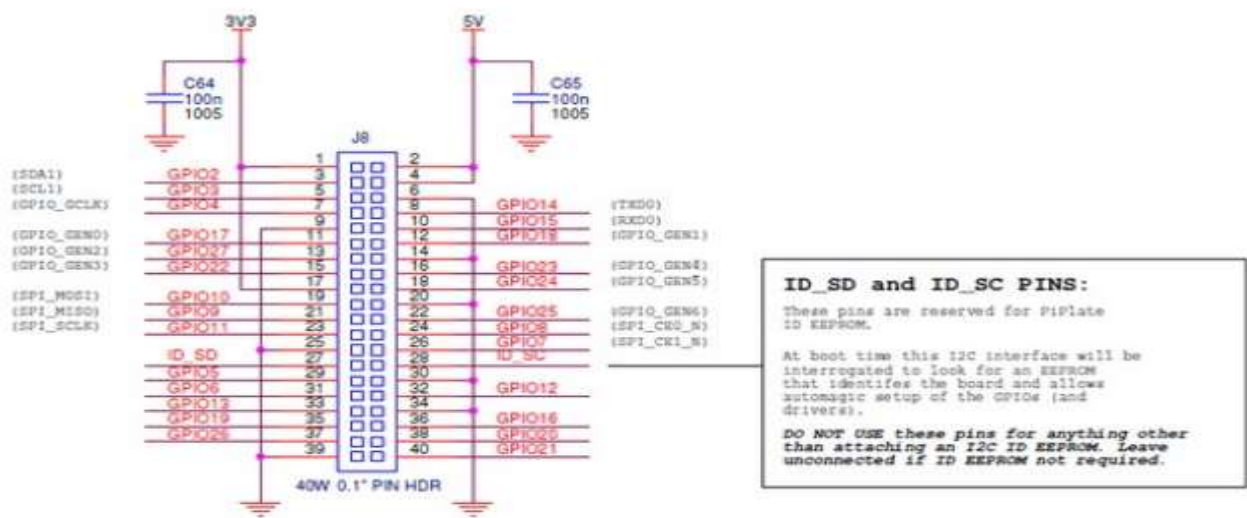 3V3
5V
C64
100n
1005
C65
100n
1005
J8
1 2
(SDA1) GPIO2 3 4
(SCL1) GPIO3 5 6
(GPIO_GCLK) GPIO4 7 8 GPIO14 (TXD0)
9 10 GPIO15 (RXD0)
(GPIO_GEN0) GPIO17 11 12 GPIO18 (GPIO_GEN1)
(GPIO_GEN2) GPIO27 13 14
(GPIO_GEN3) GPIO22 15 16 GPIO23 (GPIO_GEN4)
17 18 GPIO24 (GPIO_GEN5)
(SPI_MOSI) GPIO10 19 20
(SPI_MISO) GPIO9 21 22 GPIO25 (GPIO_GEN6)
(SPI_SCLK) GPIO11 23 24 GPIO8 (SPI_CE0_N)
25 26 GPIO7 (SPI_CE1_N)
ID_SD 27 28 ID_SC
GPIO5 29 30
GPIO6 31 32 GPIO12
GPIO13 33 34
GPIO19 35 36 GPIO16
GPIO26 37 38 GPIO20
39 40 GPIO21
40W 0.1" PIN HDR
ID_SD and ID_SC PINS:
These pins are reserved for PiPlate
ID EEPROM.
At boot time this I2C interface will be
interrogated to look for an EEPROM
that identifes the board and allows
automagic setup of the GPIOs (and
drivers).
DO NOT USE these pins for anything other
than attaching an I2C ID EEPROM. Leave
unconnected if ID EEPROM not required.